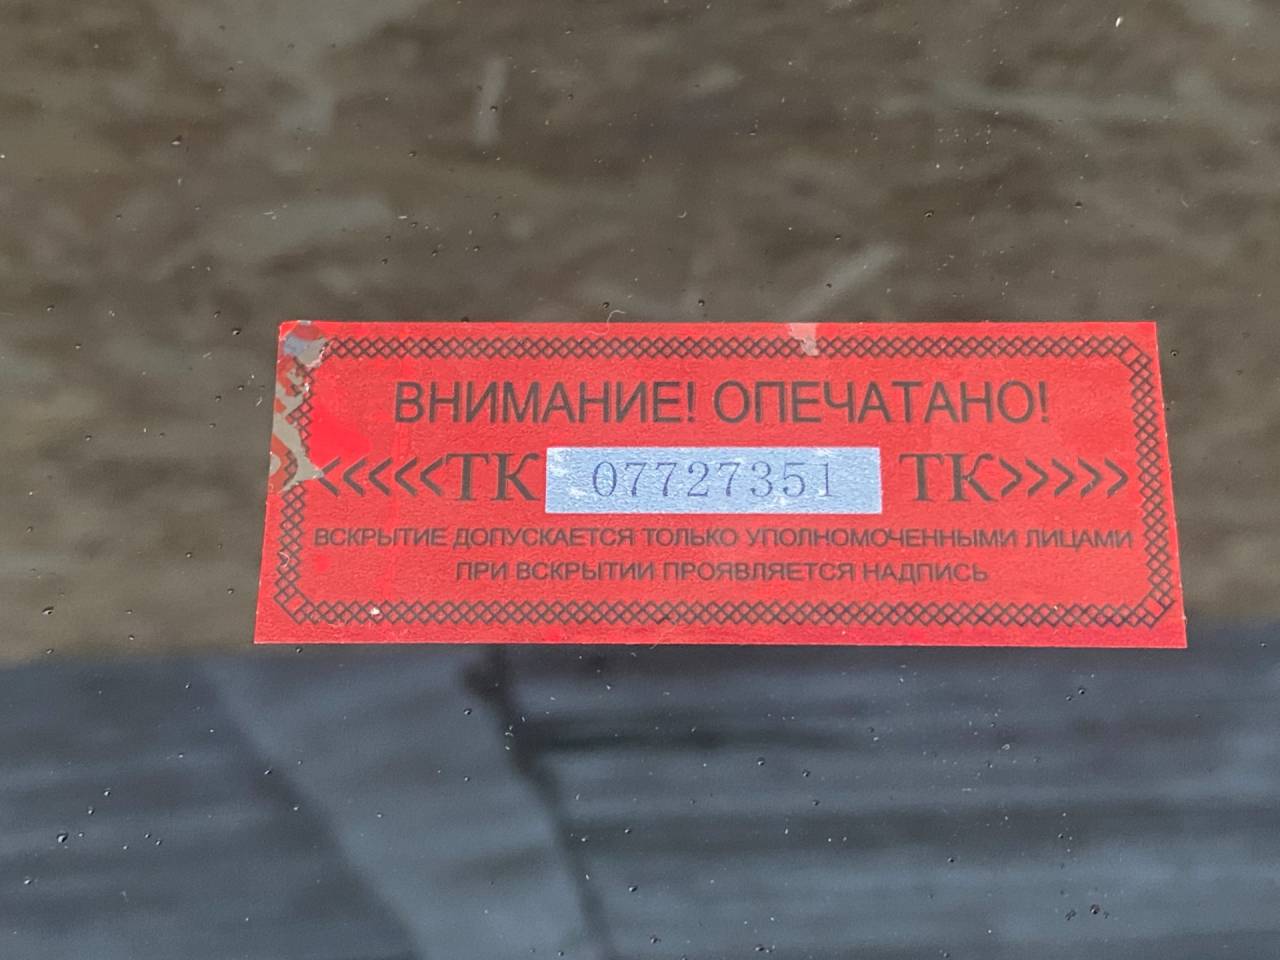 ВНИМАНИЕ! ОПЕЧАТАНО!
<<<<<ТК 07727351 ТК>>>>>
ВСКРЫТИЕ ДОПУСКАЕТСЯ ТОЛЬКО УПОЛНОМОЧЕННЫМИ ЛИЦАМИ
ПРИ ВСКРЫТИИ ПРОЯВЛЯЕТСЯ НАДПИСЬ